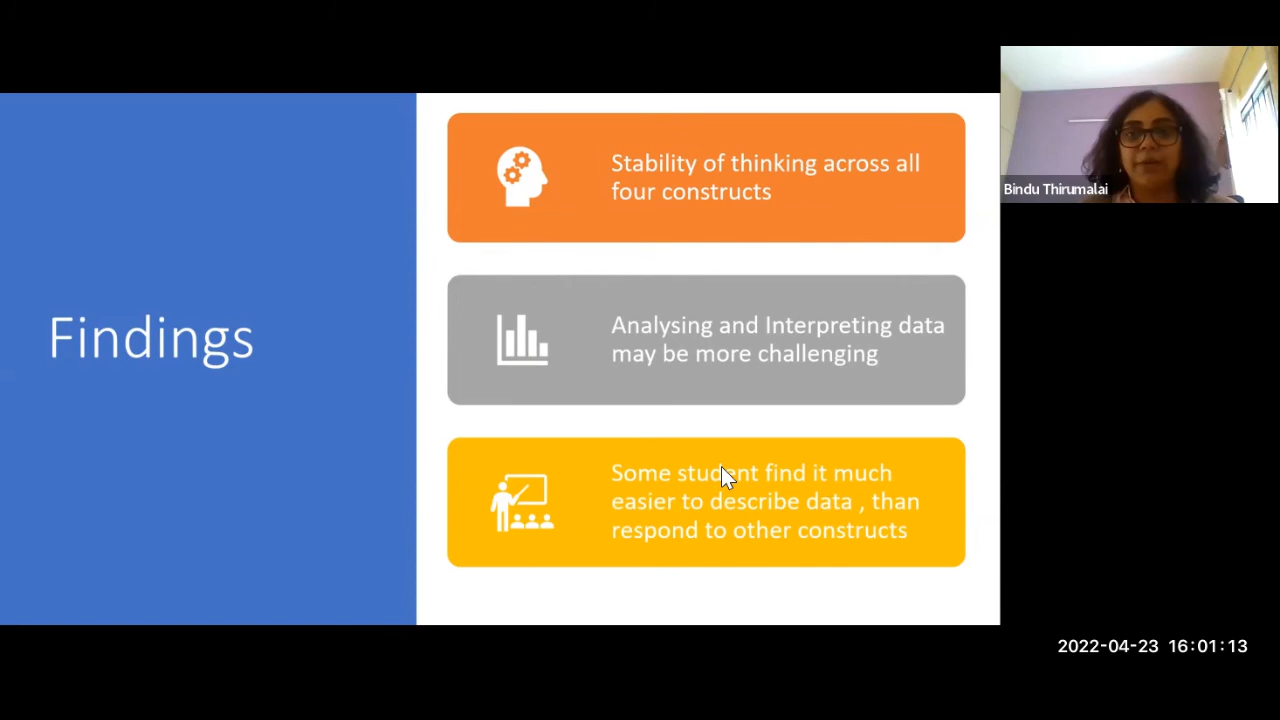 Findings
Stability of thinking across all
four constructs
Analysing and Interpreting data
may be more challenging
Some student find it much
easier to describe data , than
respond to other constructs
Bindu Thirumalai
2022-04-23 16:01:13